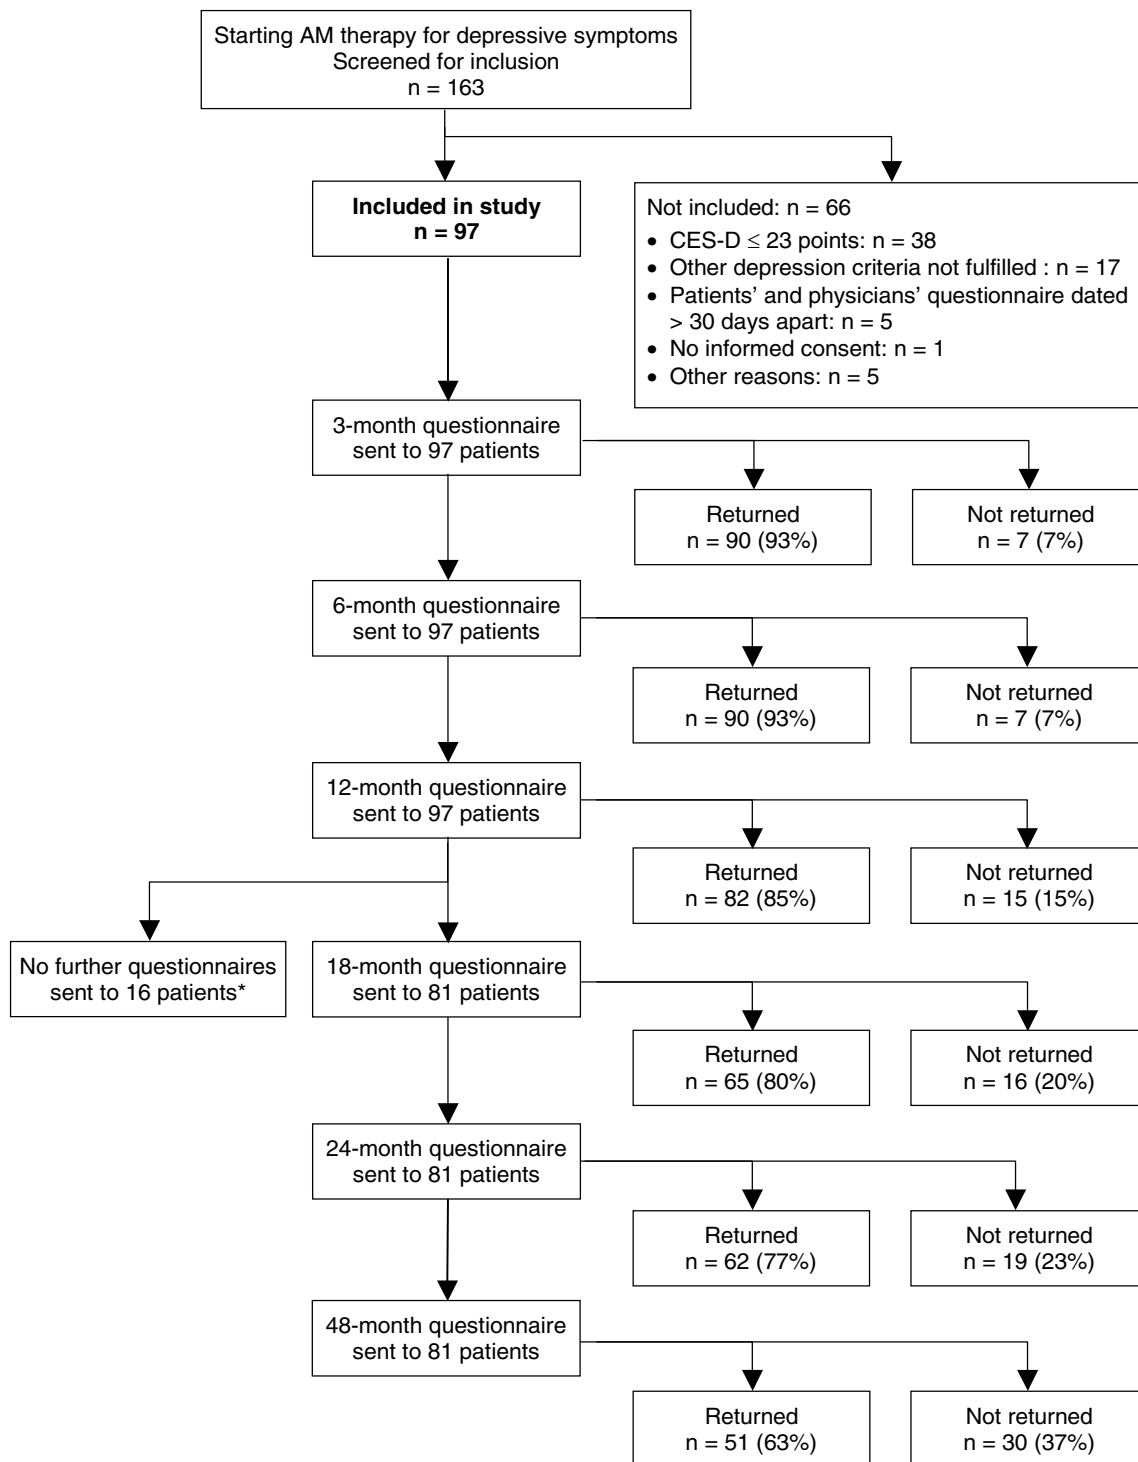 Starting AM therapy for depressive symptoms
Screened for inclusion
n = 163
Included in study
n = 97
Not included: n = 66
• CES-D ≤ 23 points: n = 38
• Other depression criteria not fulfilled : n = 17
• Patients’ and physicians’ questionnaire dated
> 30 days apart: n = 5
• No informed consent: n = 1
• Other reasons: n = 5
3-month questionnaire
sent to 97 patients
Returned
n = 90 (93%)
Not returned
n = 7 (7%)
6-month questionnaire
sent to 97 patients
Returned
n = 90 (93%)
Not returned
n = 7 (7%)
12-month questionnaire
sent to 97 patients
Returned
n = 82 (85%)
Not returned
n = 15 (15%)
No further questionnaires
sent to 16 patients*
18-month questionnaire
sent to 81 patients
Returned
n = 65 (80%)
Not returned
n = 16 (20%)
24-month questionnaire
sent to 81 patients
Returned
n = 62 (77%)
Not returned
n = 19 (23%)
48-month questionnaire
sent to 81 patients
Returned
n = 51 (63%)
Not returned
n = 30 (37%)